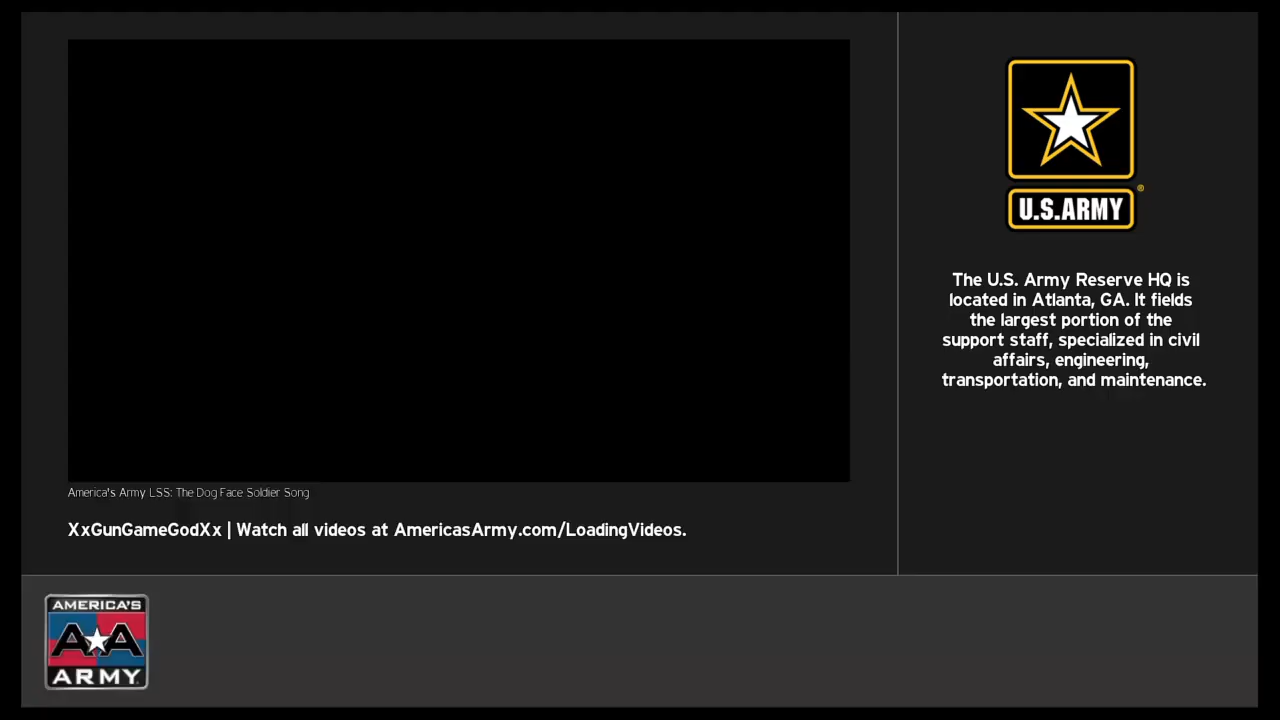 U.S.ARMY
®
The U.S. Army Reserve HQ is
located in Atlanta, GA. It fields
the largest portion of the
support staff, specialized in civil
affairs, engineering,
transportation, and maintenance.
America's Army LSS: The Dog Face Soldier Song
XxGunGameGodXx | Watch all videos at AmericasArmy.com/LoadingVideos.
AMERICA'S
AA
ARMY